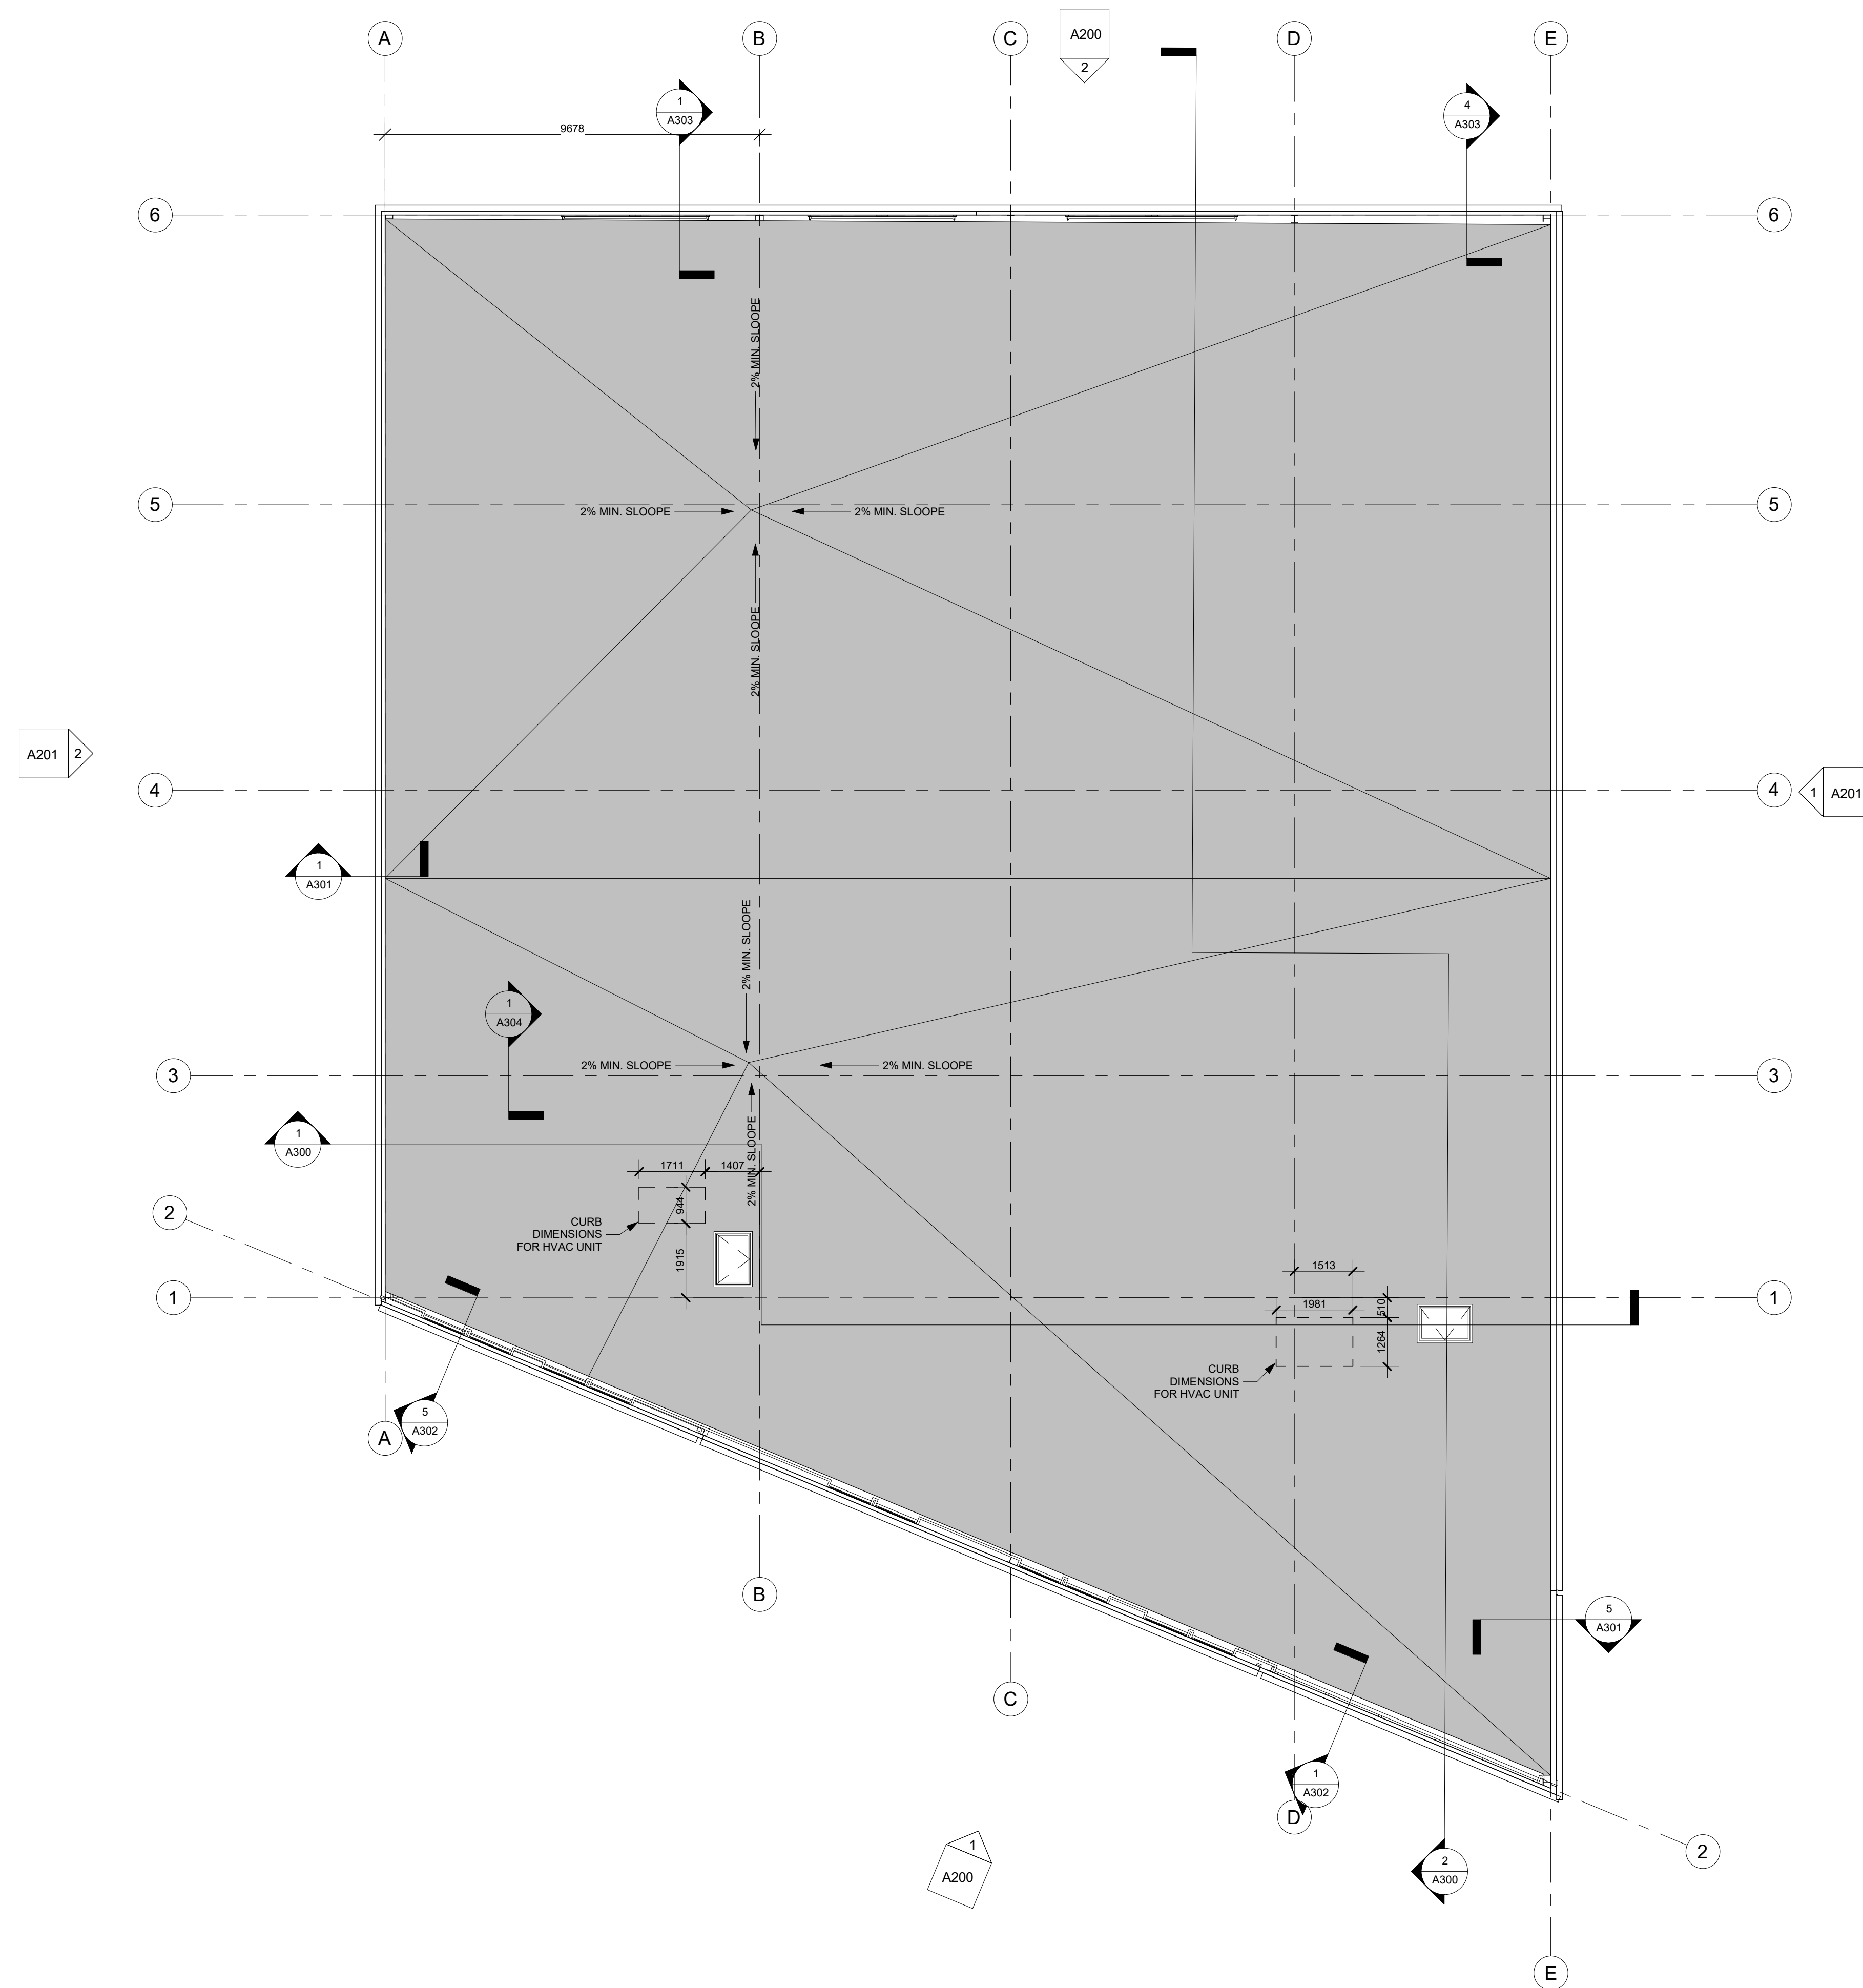 A
B
C
D
E
A200
2
1
A303
4
A303
9678
6
6
2% MIN. SLOOPE
5
5
2% MIN. SLOOPE
2% MIN. SLOOPE
2% MIN. SLOOPE
A201
2
4
4
1
A201
1
A301
2% MIN. SLOOPE
1
A304
2% MIN. SLOOPE
2% MIN. SLOOPE
3
3
2% MIN. SLOOPE
1
A300
1711
1407
944
2
CURB
DIMENSIONS
FOR HVAC UNIT
1915
1513
1
1
1981
510
1264
CURB
DIMENSIONS
FOR HVAC UNIT
5
A302
A
B
5
A301
C
1
A302
D
1
A200
2
2
A300
E